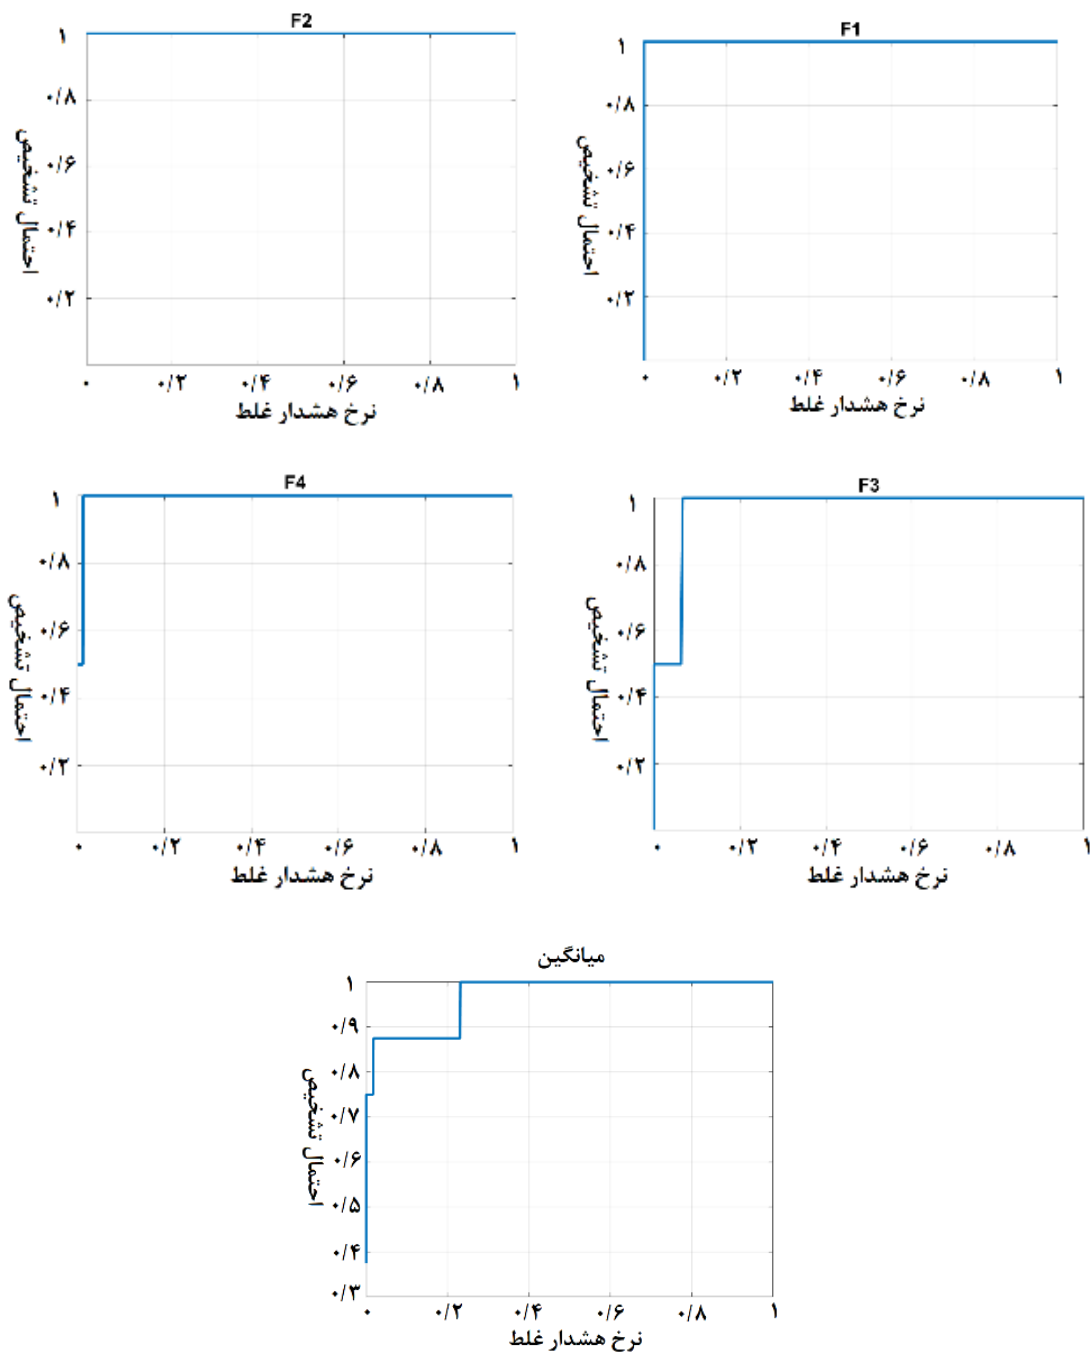 F2
۱
۰/۸
۰/۶
۰/۴
۰/۲
احتمال تشخیص
۰ ۰/۲ ۰/۴ ۰/۶ ۰/۸ ۱
نرخ هشدار غلط
F1
۱
۰/۸
۰/۶
۰/۴
۰/۲
احتمال تشخیص
۰ ۰/۲ ۰/۴ ۰/۶ ۰/۸ ۱
نرخ هشدار غلط
F4
۱
۰/۸
۰/۶
۰/۴
۰/۲
احتمال تشخیص
۰ ۰/۲ ۰/۴ ۰/۶ ۰/۸ ۱
نرخ هشدار غلط
F3
۱
۰/۸
۰/۶
۰/۴
۰/۲
احتمال تشخیص
۰ ۰/۲ ۰/۴ ۰/۶ ۰/۸ ۱
نرخ هشدار غلط
میانگین
۱
۰/۹
۰/۸
۰/۷
۰/۶
۰/۵
۰/۴
۰/۳
احتمال تشخیص
۰ ۰/۲ ۰/۴ ۰/۶ ۰/۸ ۱
نرخ هشدار غلط